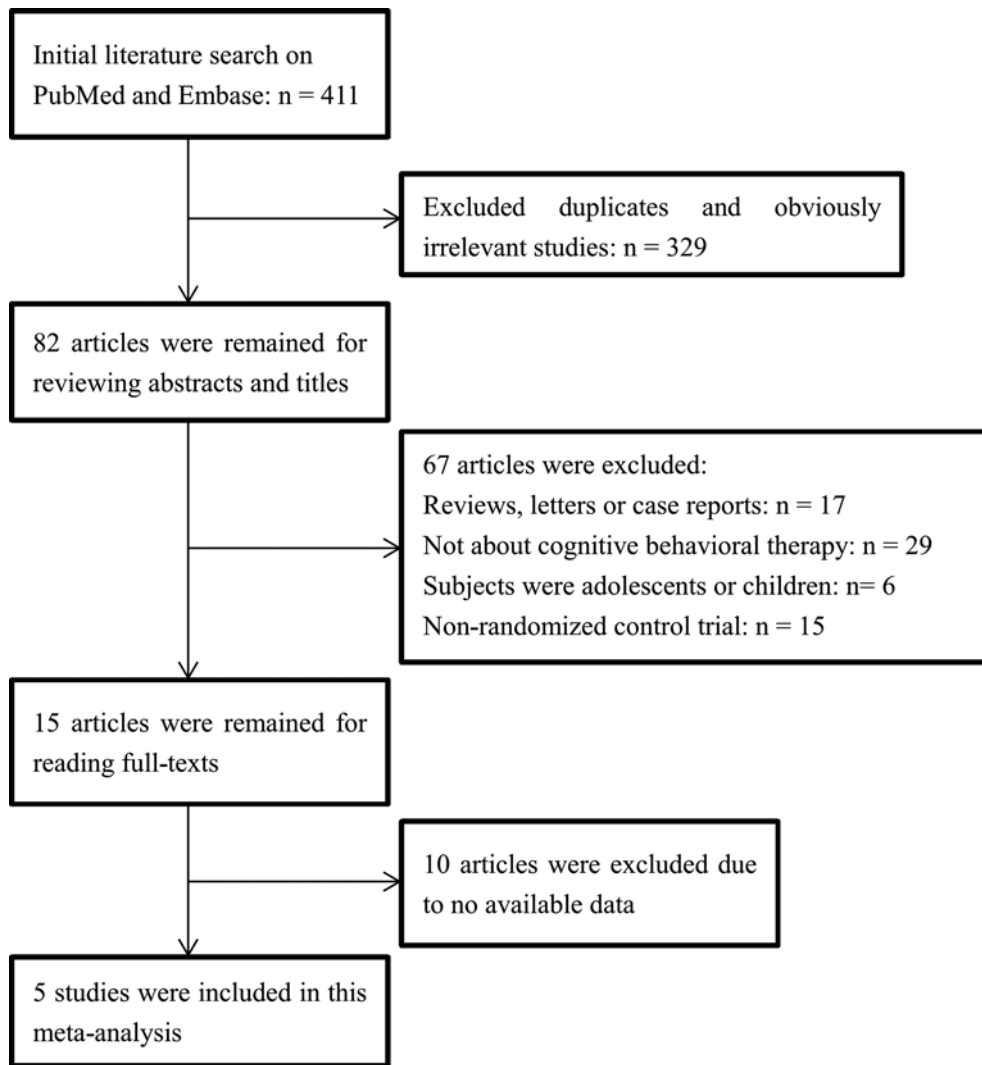 Initial literature search on
PubMed and Embase: n = 411
Excluded duplicates and obviously
irrelevant studies: n = 329
82 articles were remained for
reviewing abstracts and titles
67 articles were excluded:
Reviews, letters or case reports: n = 17
Not about cognitive behavioral therapy: n = 29
Subjects were adolescents or children: n= 6
Non-randomized control trial: n = 15
15 articles were remained for
reading full-texts
10 articles were excluded due
to no available data
5 studies were included in this
meta-analysis